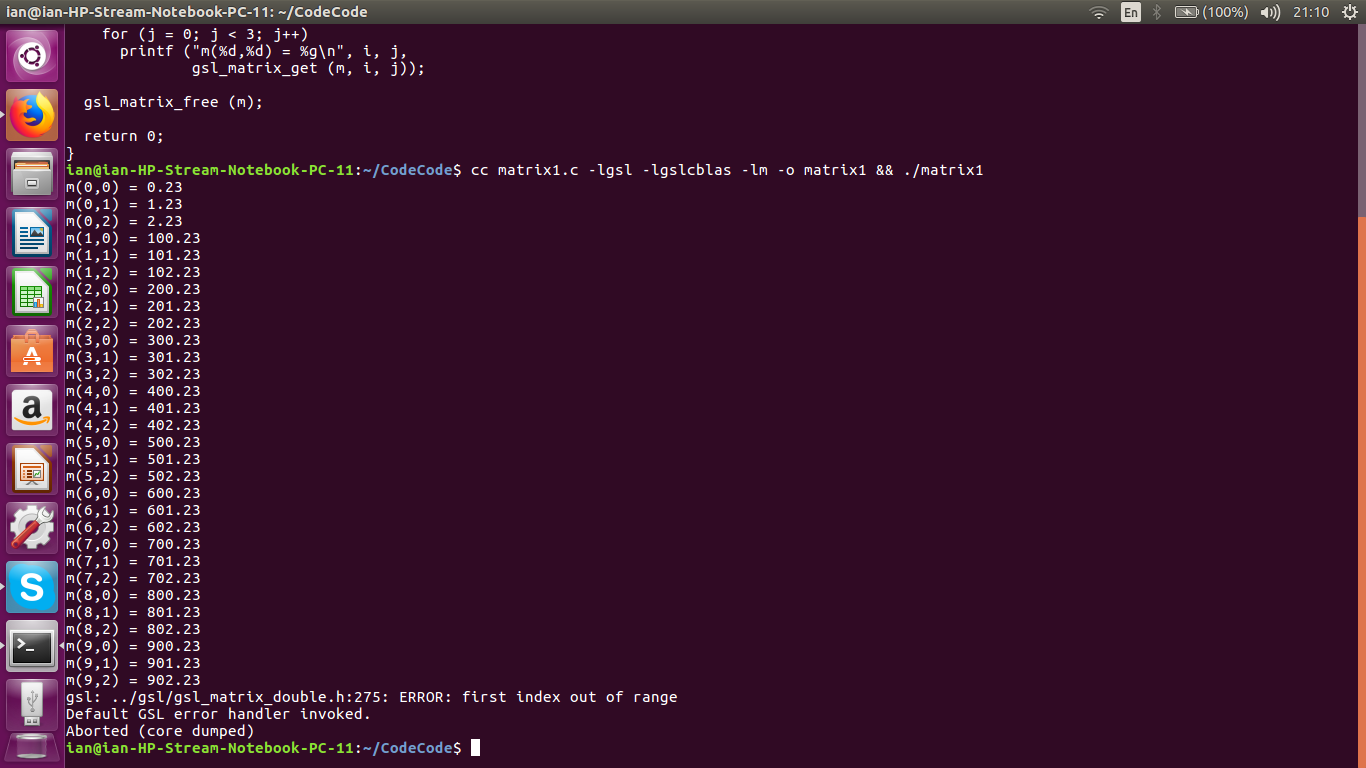 ian@ian-HP-Stream-Notebook-PC-11: ~/CodeCode En (100%) 21:10
    for (j = 0; j < 3; j++)
      printf ("m(%d,%d) = %g\n", i, j,
              gsl_matrix_get (m, i, j));
  gsl_matrix_free (m);
  return 0;
}
ian@ian-HP-Stream-Notebook-PC-11:~/CodeCode$ cc matrix1.c -lgsl -lgslcblas -lm -o matrix1 && ./matrix1
m(0,0) = 0.23
m(0,1) = 1.23
m(0,2) = 2.23
m(1,0) = 100.23
m(1,1) = 101.23
m(1,2) = 102.23
m(2,0) = 200.23
m(2,1) = 201.23
m(2,2) = 202.23
m(3,0) = 300.23
m(3,1) = 301.23
m(3,2) = 302.23
m(4,0) = 400.23
m(4,1) = 401.23
m(4,2) = 402.23
m(5,0) = 500.23
m(5,1) = 501.23
m(5,2) = 502.23
m(6,0) = 600.23
m(6,1) = 601.23
m(6,2) = 602.23
m(7,0) = 700.23
m(7,1) = 701.23
m(7,2) = 702.23
m(8,0) = 800.23
m(8,1) = 801.23
m(8,2) = 802.23
m(9,0) = 900.23
m(9,1) = 901.23
m(9,2) = 902.23
gsl: ../gsl/gsl_matrix_double.h:275: ERROR: first index out of range
Default GSL error handler invoked.
Aborted (core dumped)
ian@ian-HP-Stream-Notebook-PC-11:~/CodeCode$